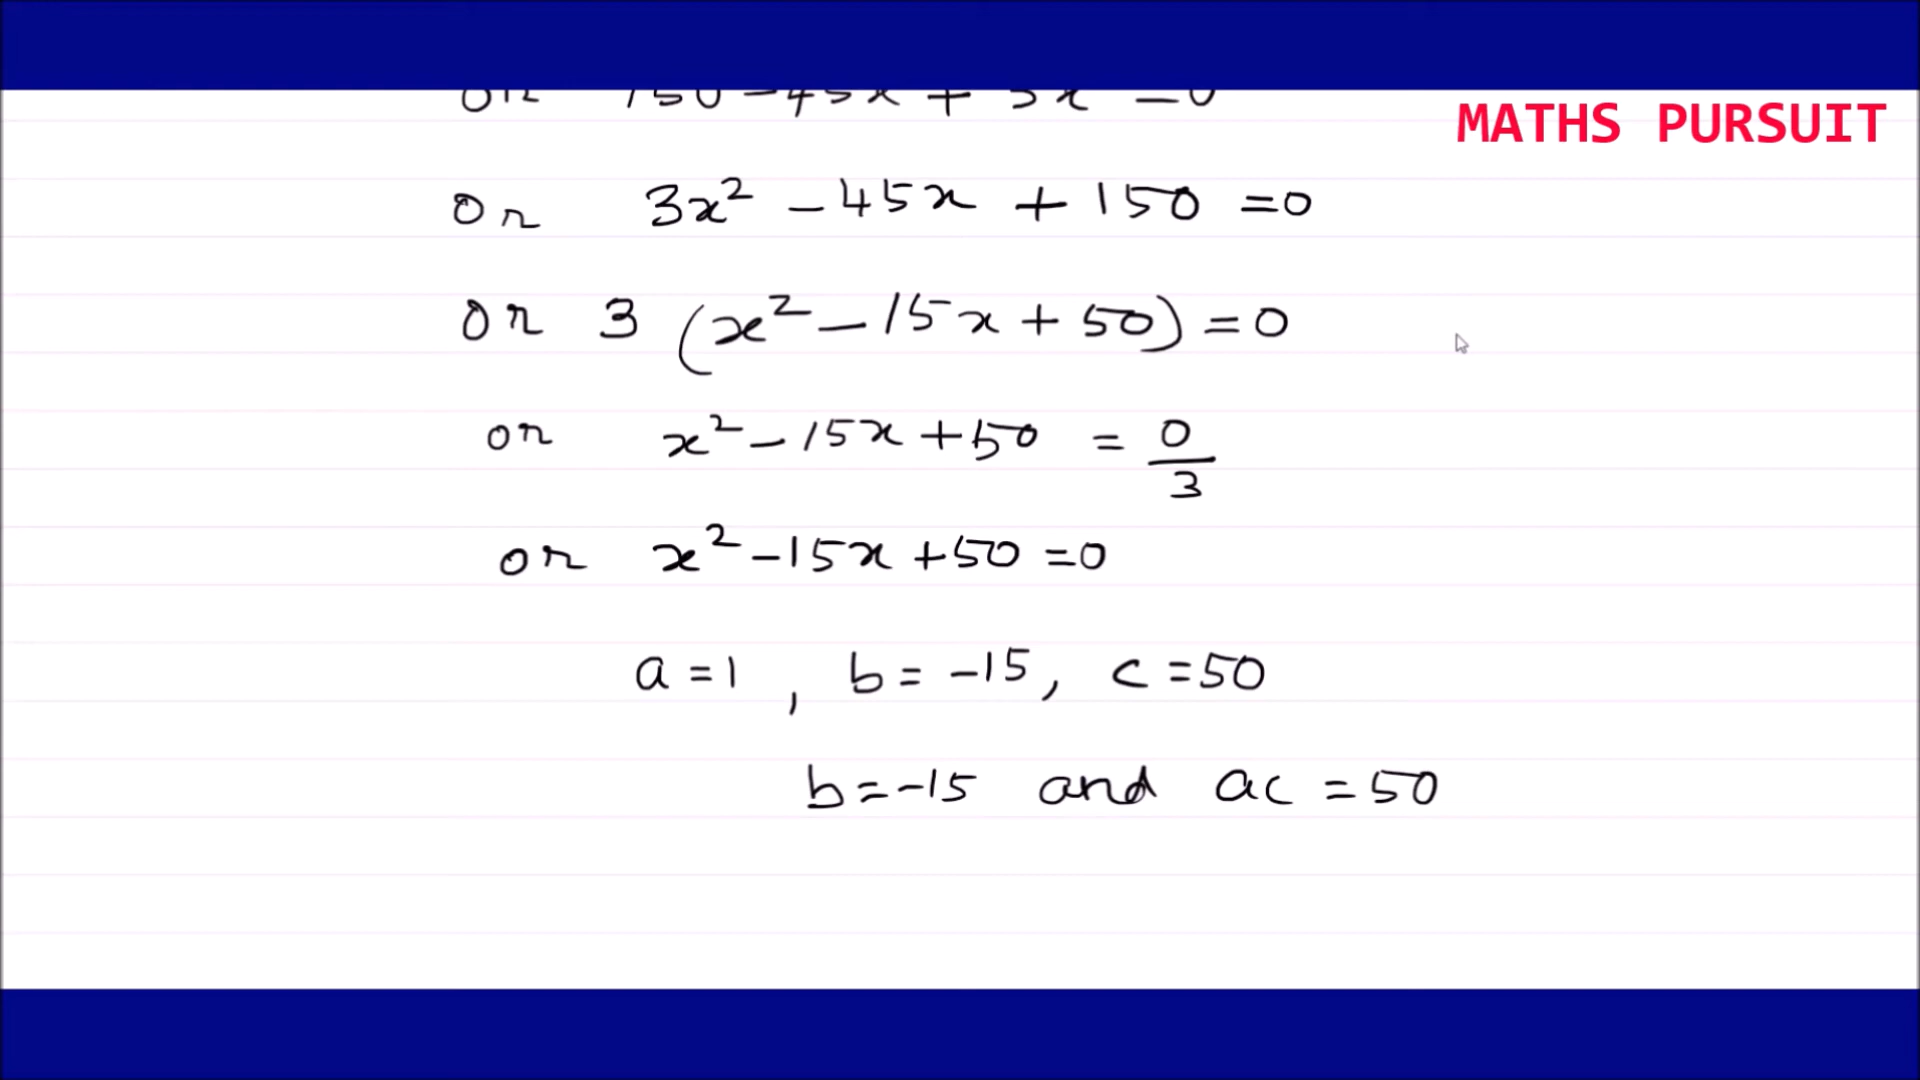 MATHS PURSUIT
or 3x² - 45x + 150 = 0
or 3 (x² - 15x + 50) = 0
or x² - 15x + 50 = 0/3
or x² - 15x + 50 = 0
a = 1, b = -15, c = 50
b = -15 and ac = 50